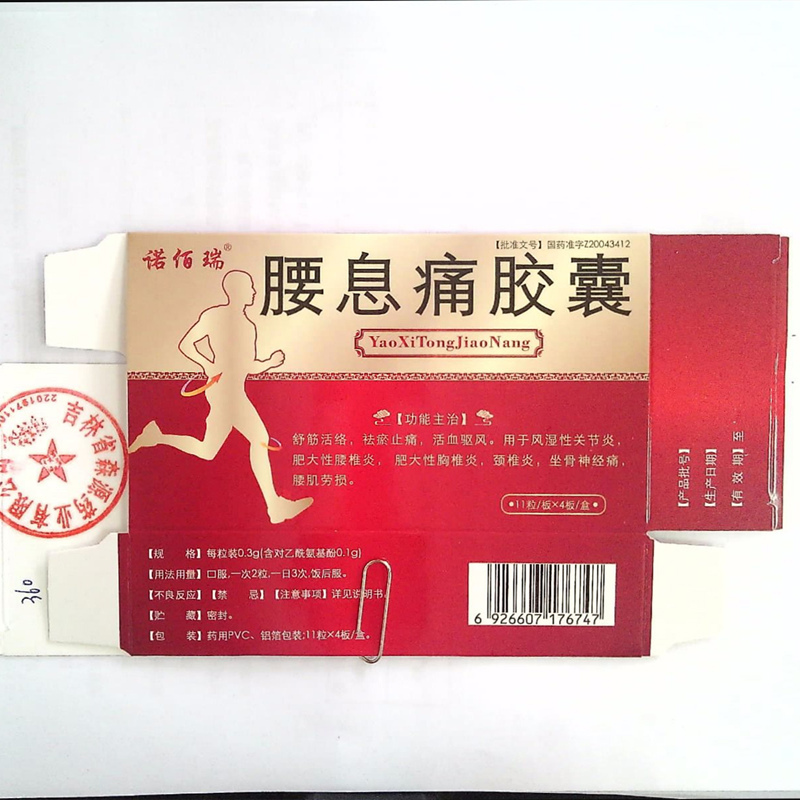 诺佰瑞®
【批准文号】国药准字Z20043412
腰息痛胶囊
YaoXiTongJiaoNang
【功能主治】
舒筋活络，祛瘀止痛，活血驱风。用于风湿性关节炎，
肥大性腰椎炎，肥大性胸椎炎，颈椎炎，坐骨神经痛，
腰肌劳损。
•11粒/板×4板/盒•
【产品批号】
【生产日期】
【有效期】至
吉林省森源药业有限公司
360
【规格】每粒装0.3g(含对乙酰氨基酚0.1g)
【用法用量】口服,一次2粒,一日3次,饭后服。
【不良反应】【禁忌】【注意事项】详见说明书。
【贮藏】密封。
【包装】药用PVC、铝箔包装:11粒×4板/盒。
6 926607 176747